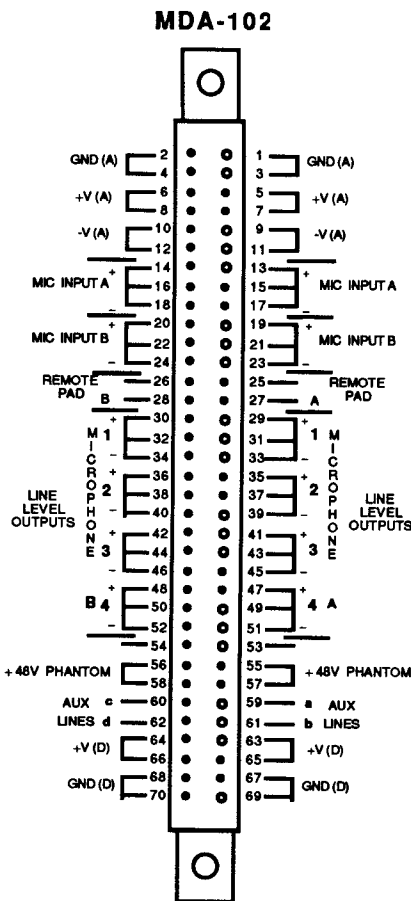 MDA-102
GND (A) 2 1 GND (A)
4 3
+V (A) 6 5 +V (A)
8 7
-V (A) 10 9 -V (A)
12 11
+ 14 13 +
MIC INPUT A 16 15 MIC INPUT A
− 18 17 −
+ 20 19 +
MIC INPUT B 22 21 MIC INPUT B
− 24 23 −
REMOTE PAD 26 25 REMOTE PAD
B 28 27 A
+ 30 29 +
1 32 31 1
− 34 33 −
+ 36 35 +
2 38 37 2
− 40 39 −
+ 42 41 +
3 44 43 3
− 46 45 −
+ 48 47 +
B 4 50 49 4 A
− 52 51 −
MICROPHONE MICROPHONE
LINE LEVEL OUTPUTS LINE LEVEL OUTPUTS
54 53
+ 48V PHANTOM 56 55 + 48V PHANTOM
58 57
AUX c 60 59 a AUX
LINES d 62 61 b LINES
+V (D) 64 63 +V (D)
66 65
GND (D) 68 67 GND (D)
70 69